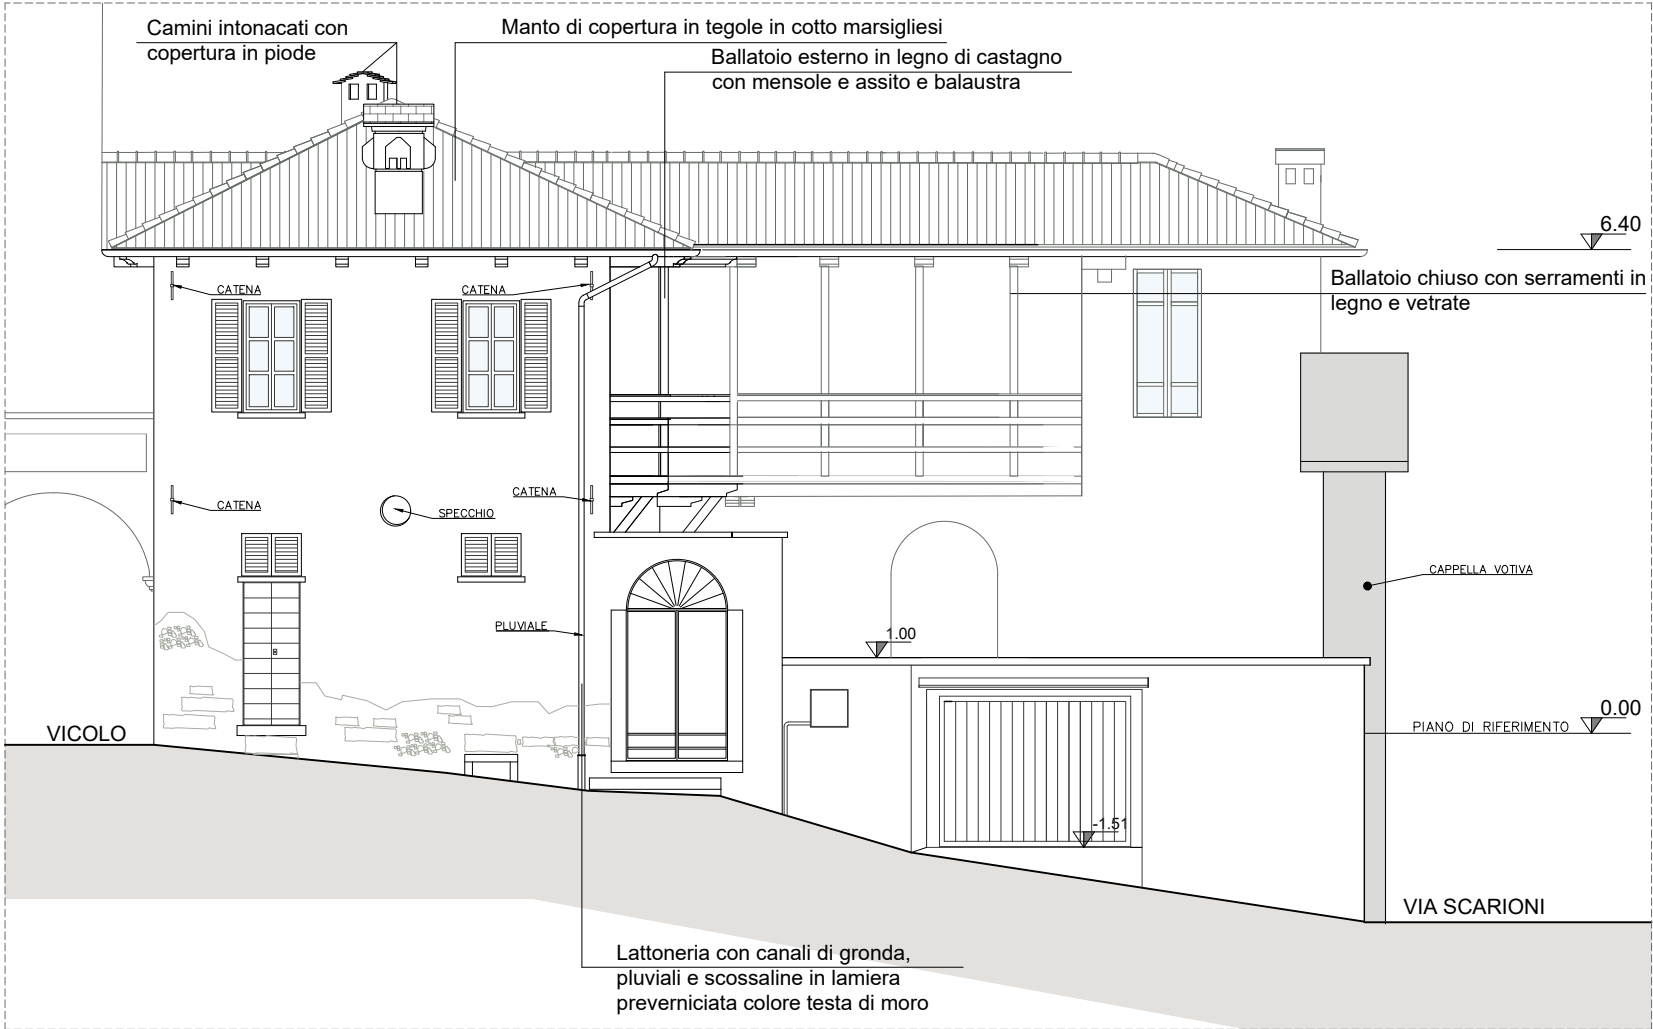 Camini intonacati con
copertura in piode
Manto di copertura in tegole in cotto marsigliesi
Ballatoio esterno in legno di castagno
con mensole e assito e balaustra
6.40
Ballatoio chiuso con serramenti in
legno e vetrate
CATENA
CATENA
CATENA
CATENA
SPECCHIO
CAPPELLA VOTIVA
PLUVIALE
1.00
VICOLO
0.00
PIANO DI RIFERIMENTO
-1.51
VIA SCARIONI
Lattoneria con canali di gronda,
pluviali e scossaline in lamiera
preverniciata colore testa di moro